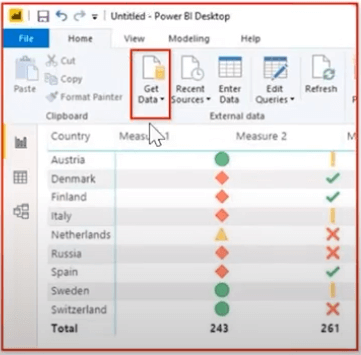 Untitled - Power BI Desktop
File Home View Modeling Help
Paste
Cut
Copy
Format Painter
Clipboard
Get Data
Recent Sources
Enter Data
Edit Queries
Refresh
External data
Country Measure 1 Measure 2 M
Austria
Denmark
Finland
Italy
Netherlands
Russia
Spain
Sweden
Switzerland
Total 243 261